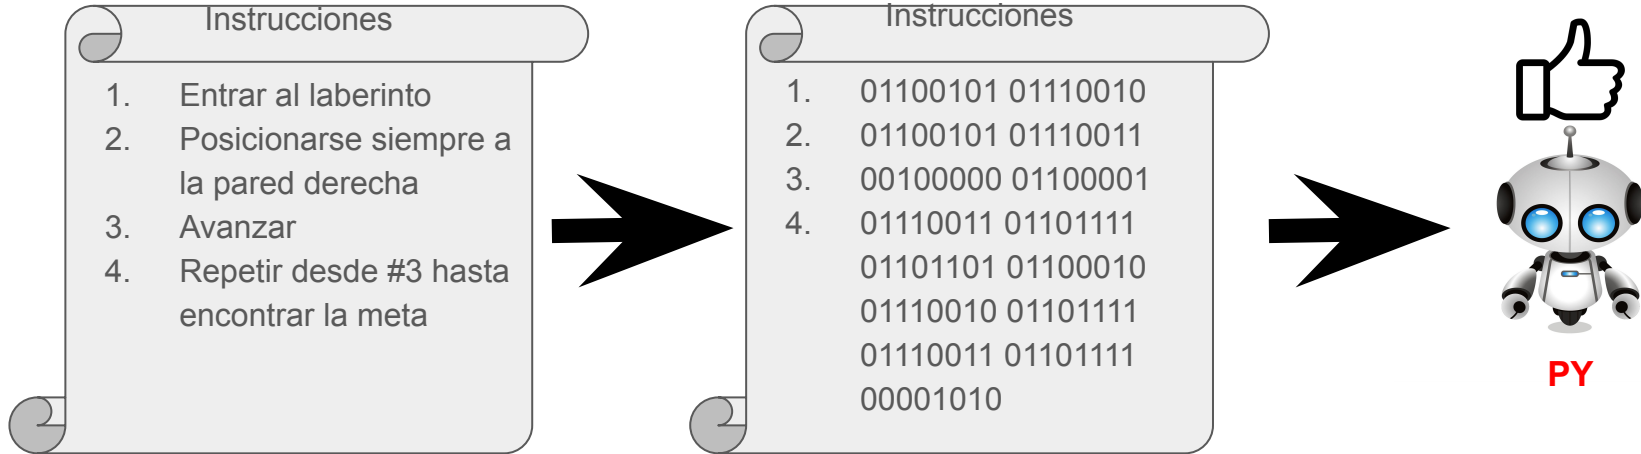 Instrucciones
1. Entrar al laberinto
2. Posicionarse siempre a
la pared derecha
3. Avanzar
4. Repetir desde #3 hasta
encontrar la meta
Instrucciones
1. 01100101 01110010
2. 01100101 01110011
3. 00100000 01100001
4. 01110011 01101111
01101101 01100010
01110010 01101111
01110011 01101111
00001010
PY